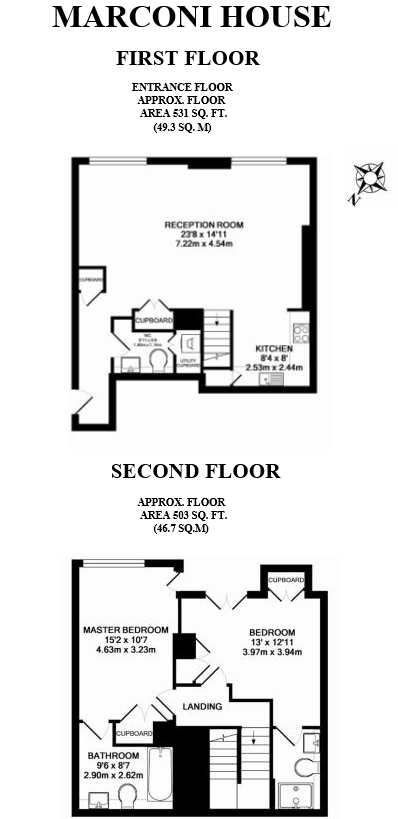 MARCONI HOUSE
FIRST FLOOR
ENTRANCE FLOOR
APPROX. FLOOR
AREA 531 SQ. FT.
(49.3 SQ. M)
N
RECEPTION ROOM
23'8 x 14'11
7.22m x 4.54m
CUPBOARD
CUPBOARD
WC
UTILITY
CUPBOARD
KITCHEN
8'4 x 8'
2.53m x 2.44m
SECOND FLOOR
APPROX. FLOOR
AREA 503 SQ. FT.
(46.7 SQ.M)
CUPBOARD
MASTER BEDROOM
15'2 x 10'7
4.63m x 3.23m
BEDROOM
13' x 12'11
3.97m x 3.94m
LANDING
CUPBOARD
BATHROOM
9'6 x 8'7
2.90m x 2.62m